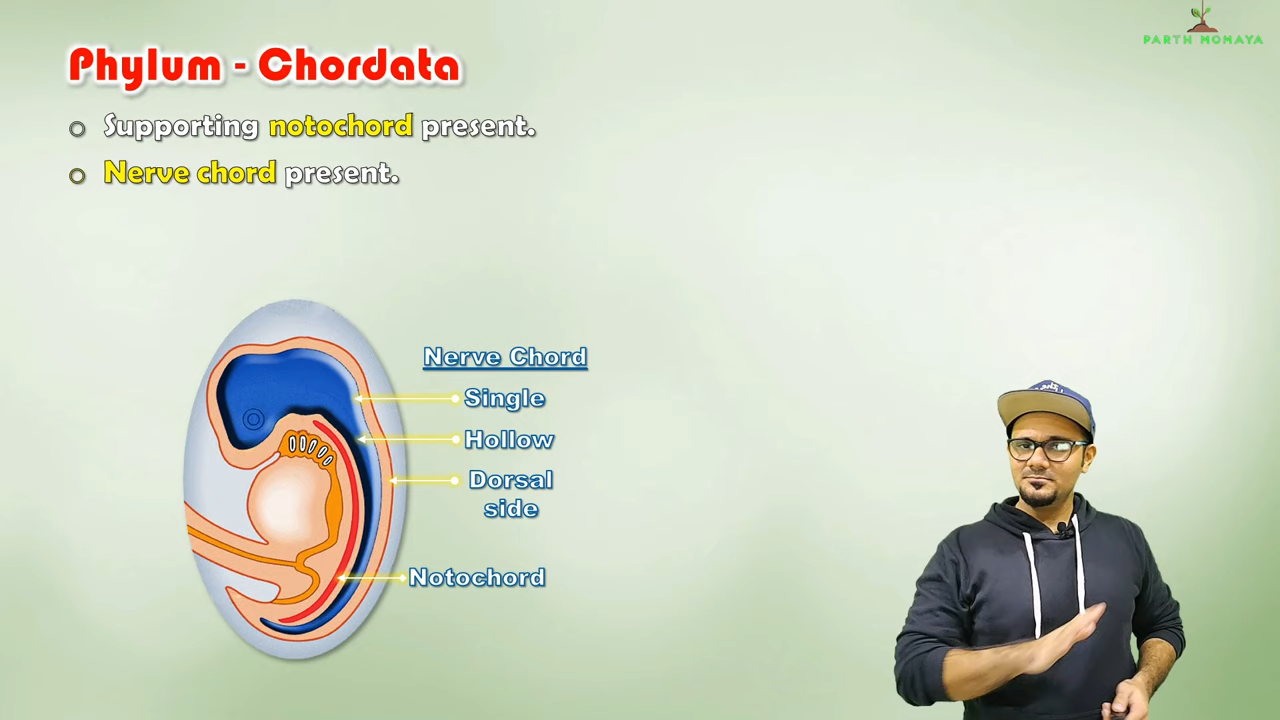 PARTH MOMAYA
Phylum - Chordata
Supporting notochord present.
Nerve chord present.
Nerve Chord
Single
Hollow
Dorsal
side
Notochord